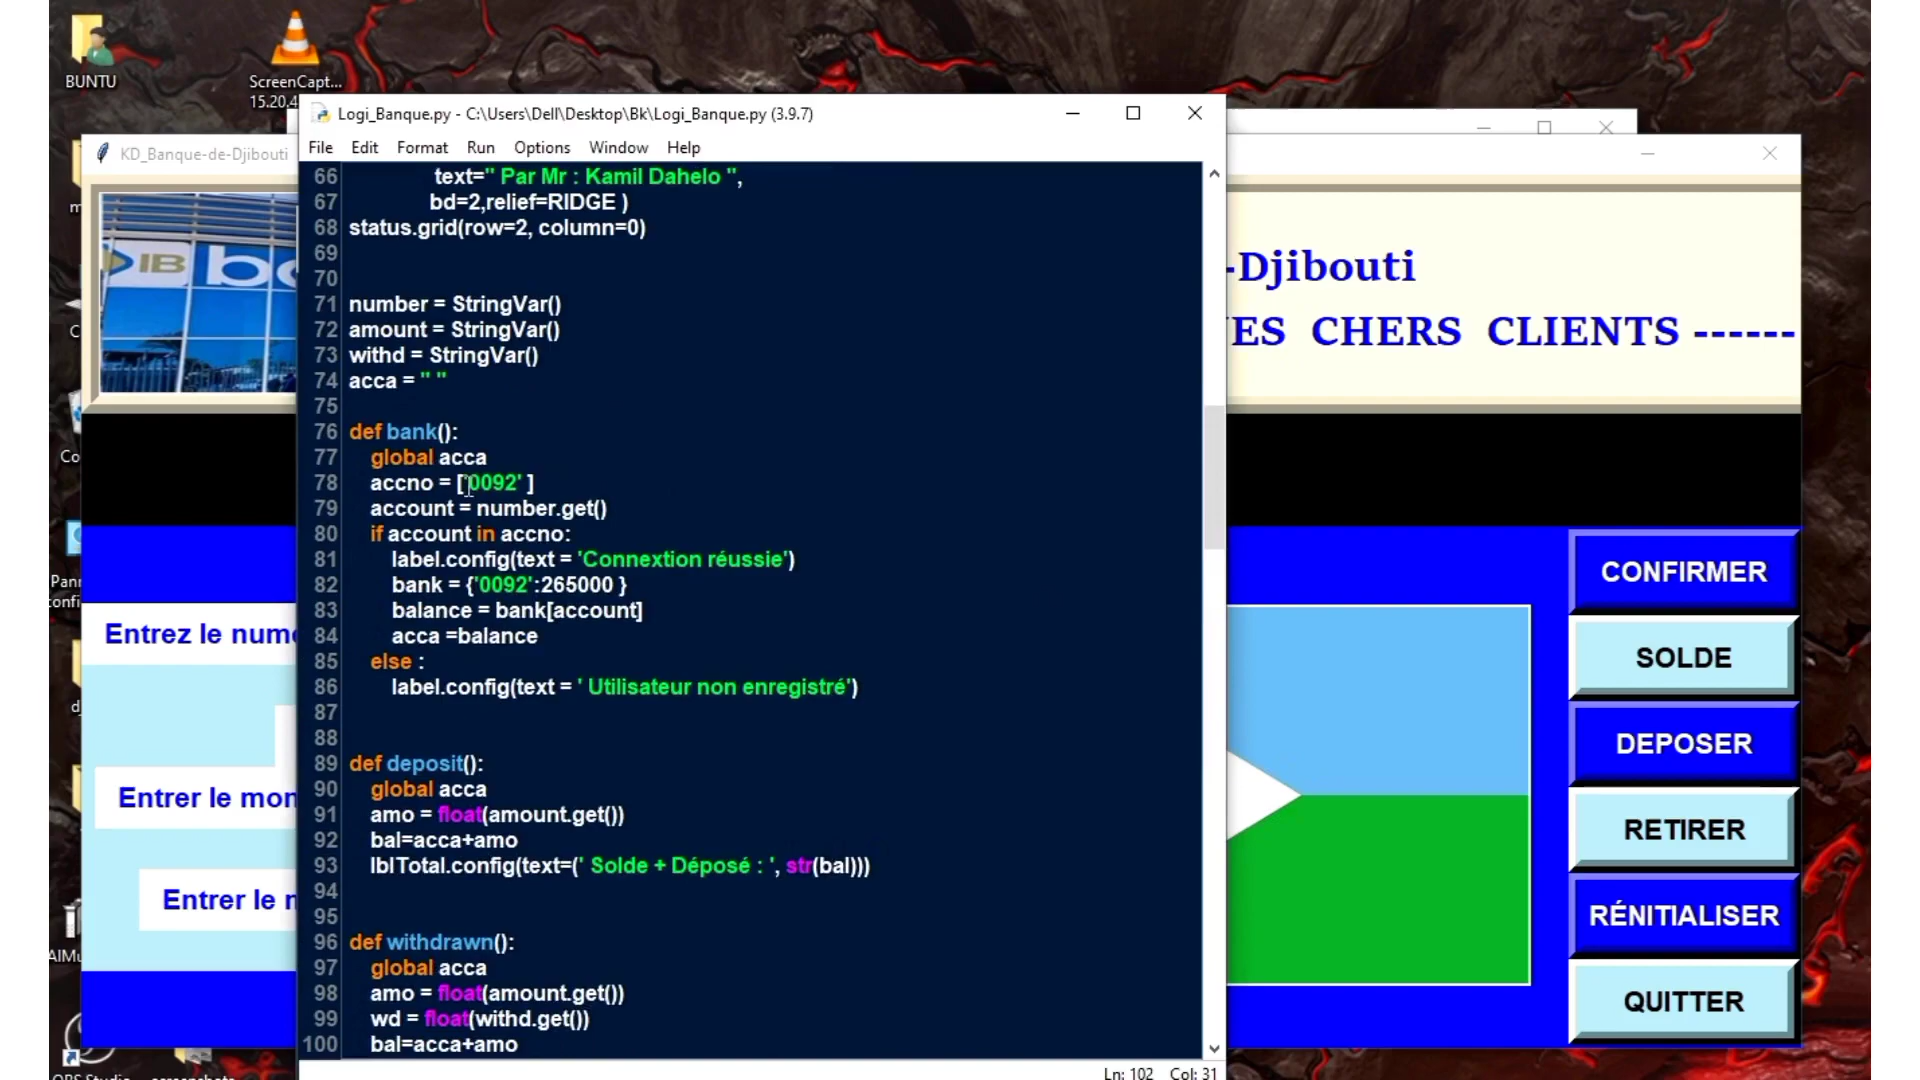 BUNTU
ScreenCapt...
15.20.4
Logi_Banque.py - C:\Users\Dell\Desktop\Bk\Logi_Banque.py (3.9.7)
File Edit Format Run Options Window Help
KD_Banque-de-Djibouti
IB
66 text=" Par Mr : Kamil Dahelo ",
67 bd=2,relief=RIDGE )
68 status.grid(row=2, column=0)
69
70
71 number = StringVar()
72 amount = StringVar()
73 withd = StringVar()
74 acca = " "
75
76 def bank():
77 global acca
78 accno = ['0092' ]
79 account = number.get()
80 if account in accno:
81 label.config(text = 'Connextion réussie')
82 bank = {'0092':265000 }
83 balance = bank[account]
84 acca =balance
85 else :
86 label.config(text = ' Utilisateur non enregistré')
87
88
89 def deposit():
90 global acca
91 amo = float(amount.get())
92 bal=acca+amo
93 lblTotal.config(text=(' Solde + Déposé : ', str(bal)))
94
95
96 def withdrawn():
97 global acca
98 amo = float(amount.get())
99 wd = float(withd.get())
100 bal=acca+amo
Ln: 102 Col: 31
-Djibouti
ES CHERS CLIENTS ------
Entrez le num
Entrer le mon
Entrer le
CONFIRMER
SOLDE
DEPOSER
RETIRER
RÉNITIALISER
QUITTER
Co
Pann
confi
AIMu
OBS Studio